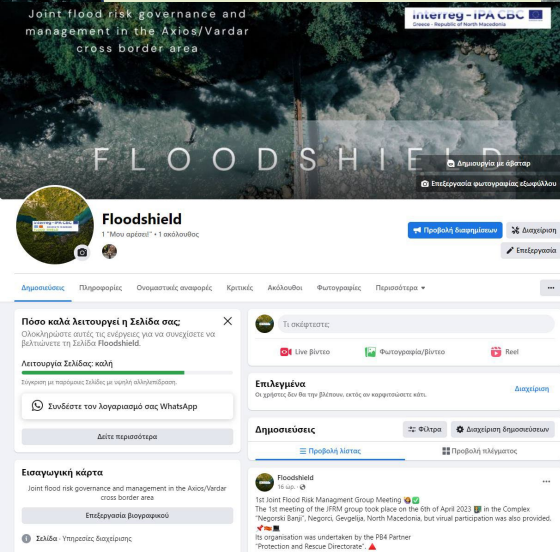 Joint flood risk governance and
management in the Axios/Vardar
cross border area
Interreg - IPA CBC
Greece - Republic of North Macedonia
FLOODSHIELD
Δημιουργία με άβαταρ
Επεξεργασία φωτογραφίας εξωφύλλου
Floodshield
1 "Μου αρέσει!" • 1 ακόλουθος
Προβολή διαφημίσεων
Διαχείριση
Επεξεργασία
Δημοσιεύσεις Πληροφορίες Ονομαστικές αναφορές Κριτικές Ακόλουθοι Φωτογραφίες Περισσότερα
Πόσο καλά λειτουργεί η Σελίδα σας;
Ολοκληρώστε αυτές τις ενέργειες για να συνεχίσετε να
βελτιώνετε τη Σελίδα Floodshield.
Λειτουργία Σελίδας: καλή
Σύγκριση με παρόμοιες Σελίδες με υψηλή αλληλεπίδραση.
Συνδέστε τον λογαριασμό σας WhatsApp
Δείτε περισσότερα
Εισαγωγική κάρτα
Joint flood risk governance and management in the Axios/Vardar
cross border area
Επεξεργασία βιογραφικού
Σελίδα · Υπηρεσίες διαχείρισης
Τι σκέφτεστε;
Live βίντεο
Φωτογραφία/βίντεο
Reel
Επιλεγμένα
Διαχείριση
Οι χρήστες δεν θα την βλέπουν, εκτός αν καρφιτσώσετε κάτι.
Δημοσιεύσεις
Φίλτρα
Διαχείριση δημοσιεύσεων
Προβολή λίστας
Προβολή πλέγματος
Floodshield
16 ώρ. ·
1st Joint Flood Risk Managment Group Meeting
The 1st meeting of the JFRM group took place on the 6th of April 2023 in the Complex
"Negorski Banji", Negorci, Gevgelija, North Macedonia, but virual participation was also provided.
Its organisation was undertaken by the PB4 Partner
"Protection and Rescue Directorate".